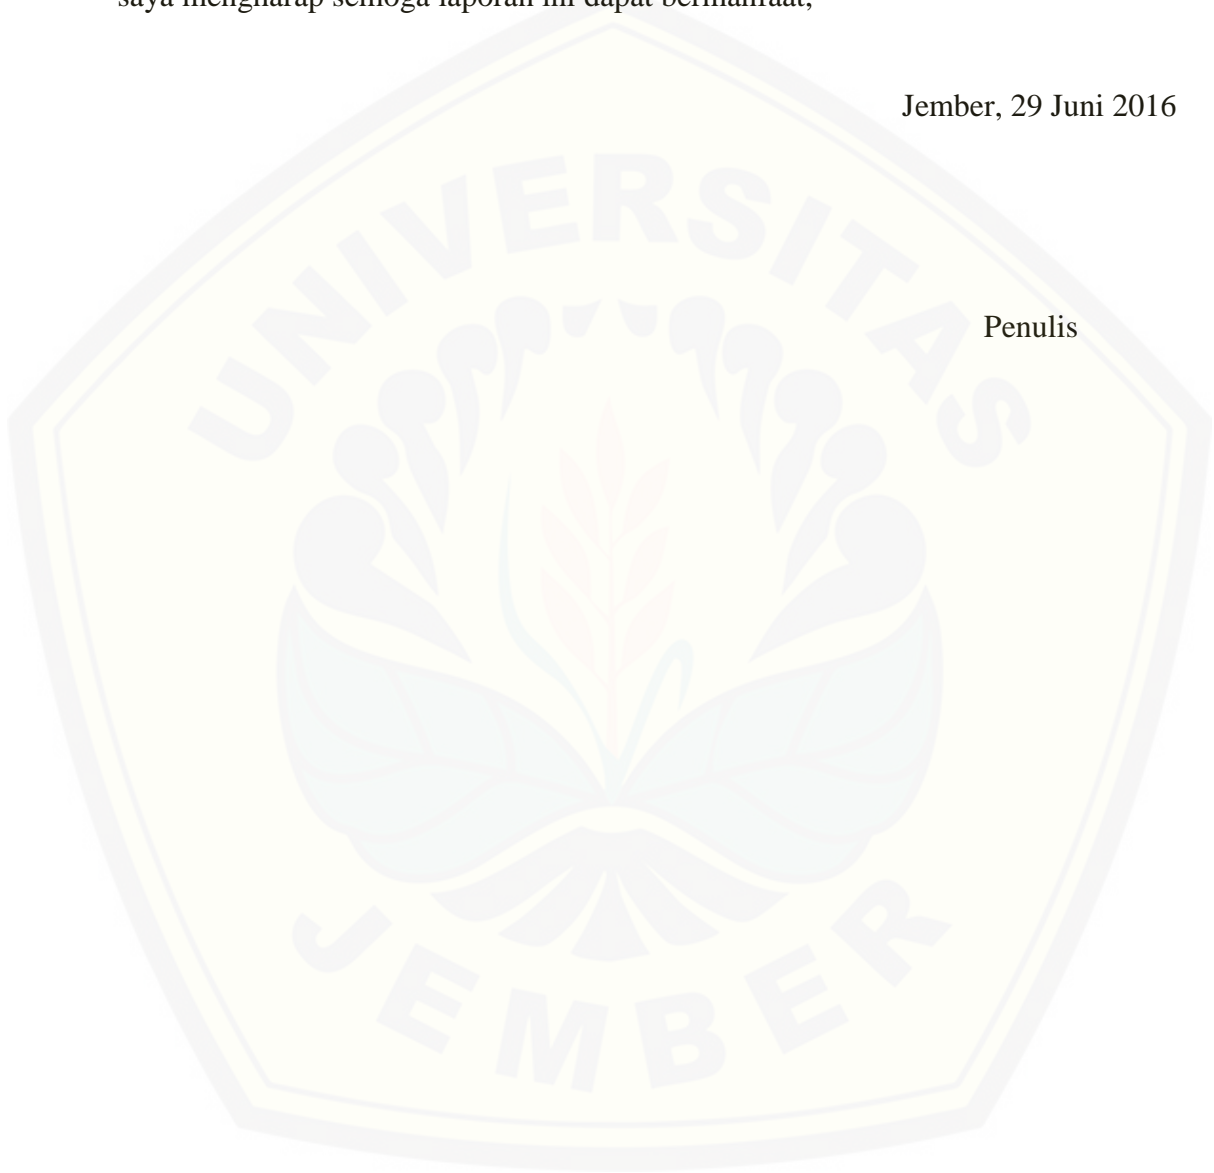 saya mengharap semoga laporan ini dapat bermanfaat,
Jember, 29 Juni 2016
UNIVERSITAS
Penulis
JEMBER